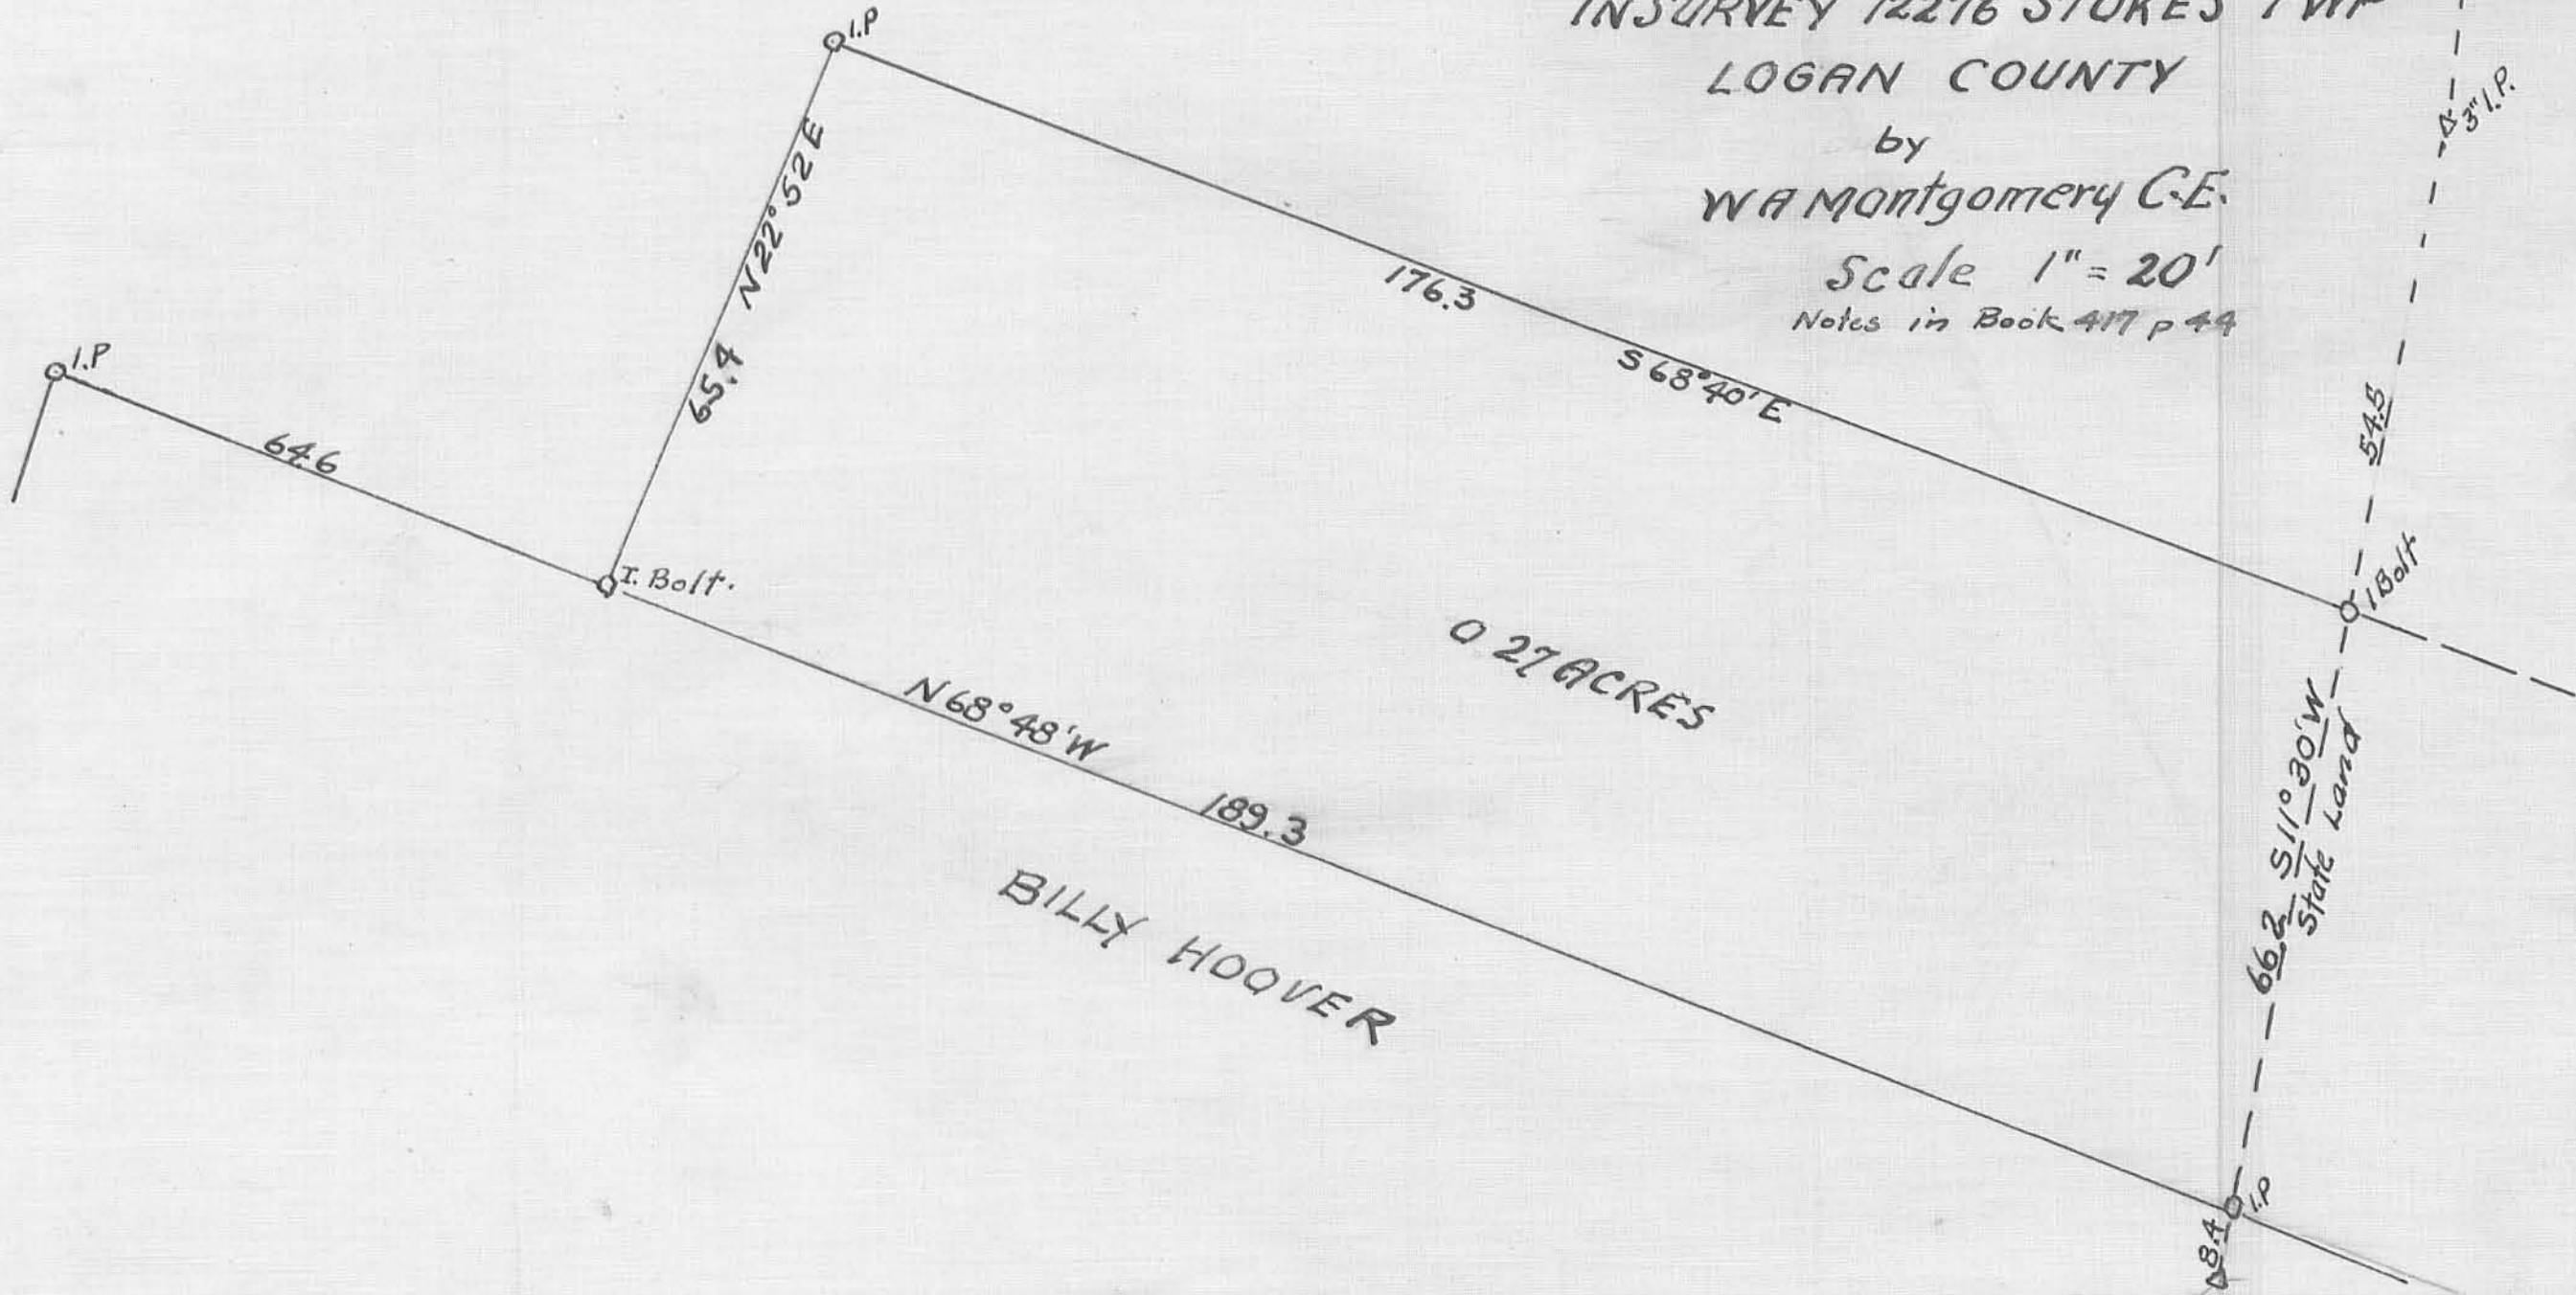 INSURVEY 12276 STOKES TWP
LOGAN COUNTY
by
WA Montgomery C.E.
Scale 1" = 20'
Notes in Book 417 p 44
I.P
3" I.P.
N22°52E
65.4
176.3
S68°40'E
54.5
I.P
64.6
I. Bolt.
I Bolt
0.27 ACRES
N68°48'W
189.3
S11°30'W
66.2
State Land
BILLY HOOVER
I.P
8.4